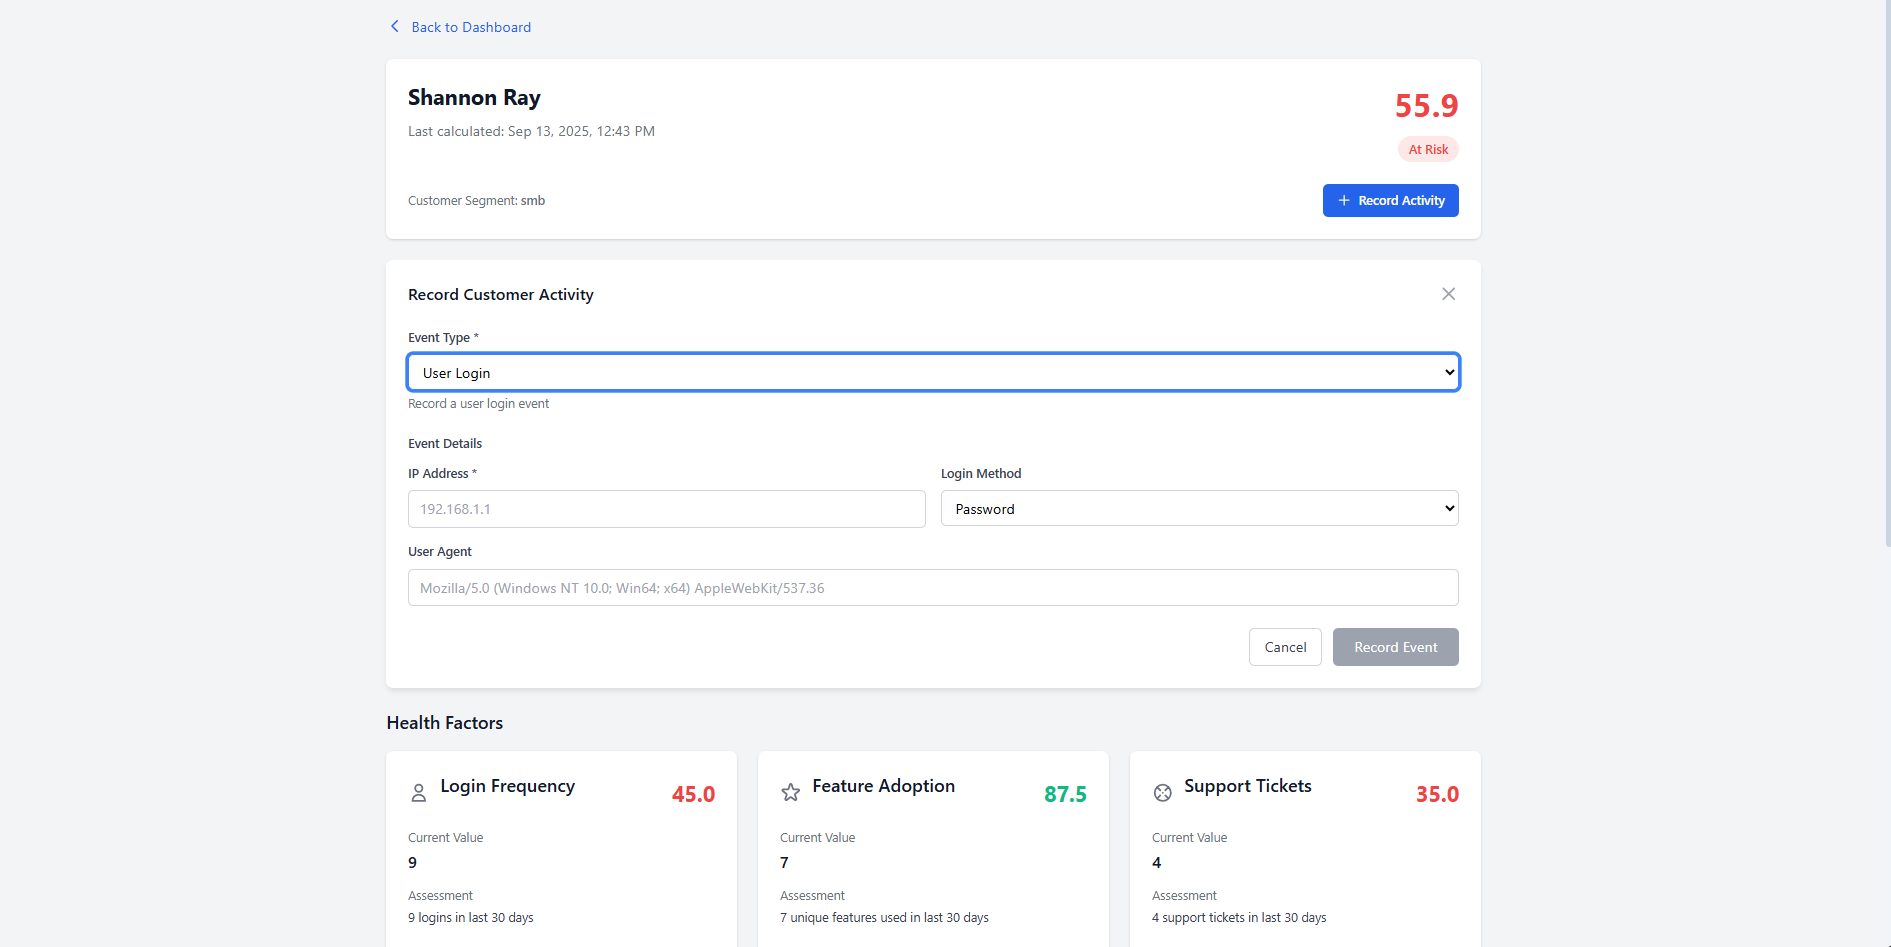 Back to Dashboard
Shannon Ray
55.9
Last calculated: Sep 13, 2025, 12:43 PM
At Risk
Customer Segment: smb
Record Activity
Record Customer Activity
Event Type *
User Login
Record a user login event
Event Details
IP Address *
Login Method
192.168.1.1
Password
User Agent
Mozilla/5.0 (Windows NT 10.0; Win64; x64) AppleWebKit/537.36
Cancel
Record Event
Health Factors
Login Frequency
45.0
Current Value
9
Assessment
9 logins in last 30 days
Feature Adoption
87.5
Current Value
7
Assessment
7 unique features used in last 30 days
Support Tickets
35.0
Current Value
4
Assessment
4 support tickets in last 30 days